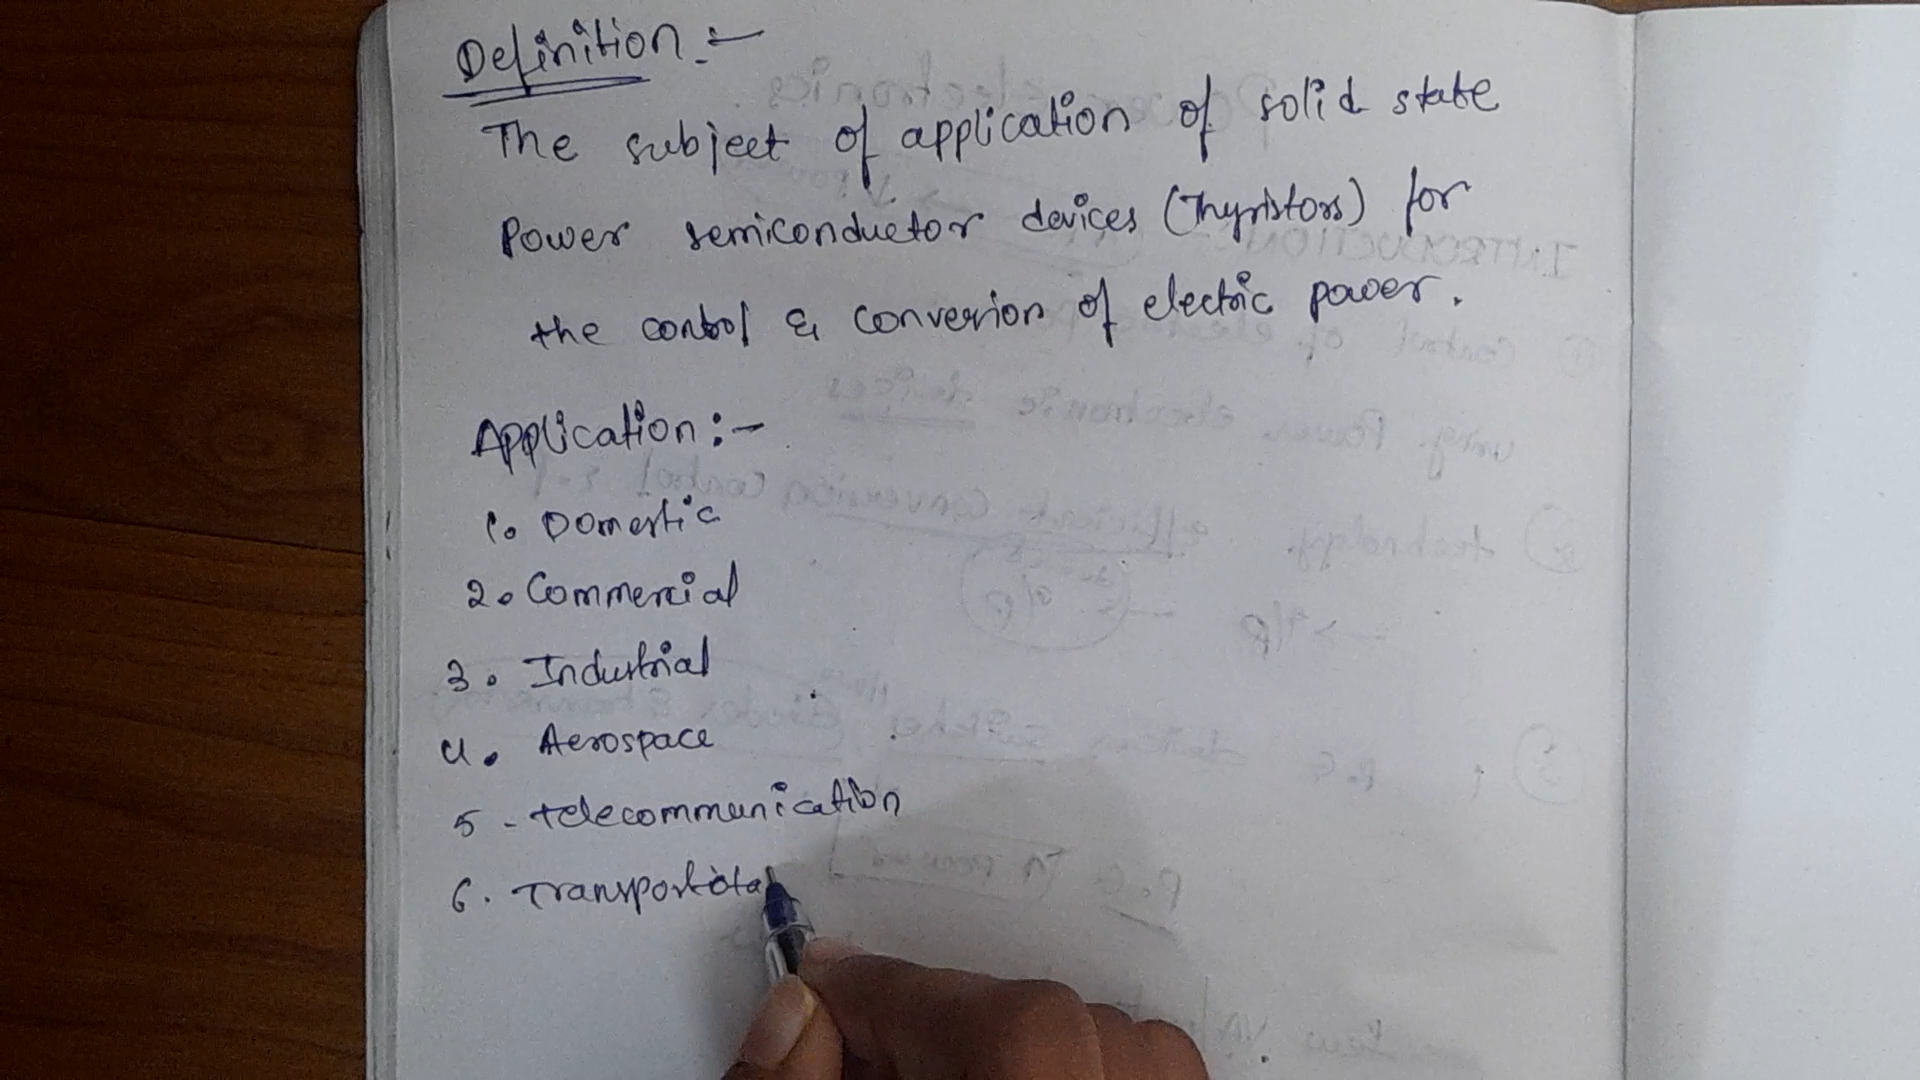 Definition :-
The subject of application of solid state
Power semiconductor devices (Thyristors) for
the control & conversion of electric power.
Application :-
1. Domestic
2. Commercial
3. Industrial
4. Aerospace
5 - telecommunication
6. Transportata